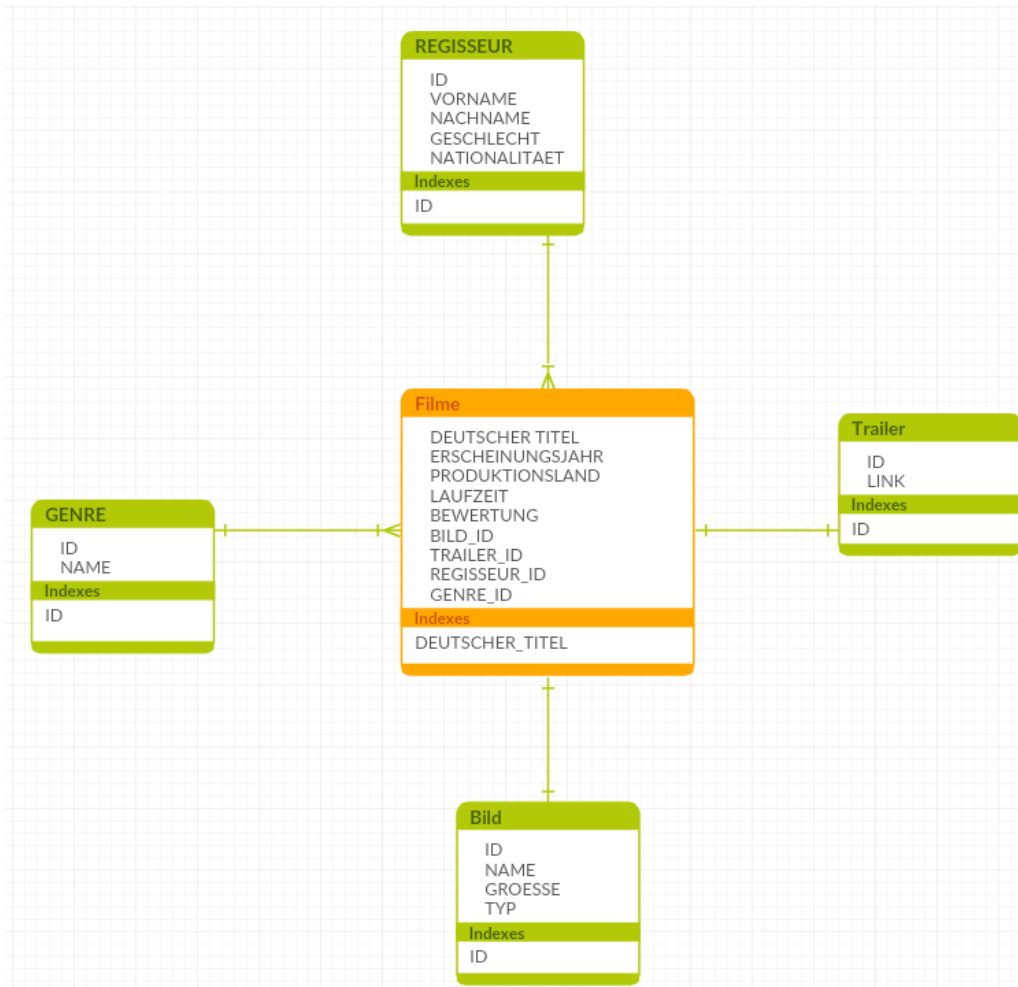 REGISSEUR
ID
VORNAME
NACHNAME
GESCHLECHT
NATIONALITAET
Indexes
ID
Filme
DEUTSCHER TITEL
ERSCHEINUNGSJAHR
PRODUKTIONSLAND
LAUFZEIT
BEWERTUNG
BILD_ID
TRAILER_ID
REGISSEUR_ID
GENRE_ID
Indexes
DEUTSCHER_TITEL
Trailer
ID
LINK
Indexes
ID
GENRE
ID
NAME
Indexes
ID
Bild
ID
NAME
GROESSE
TYP
Indexes
ID